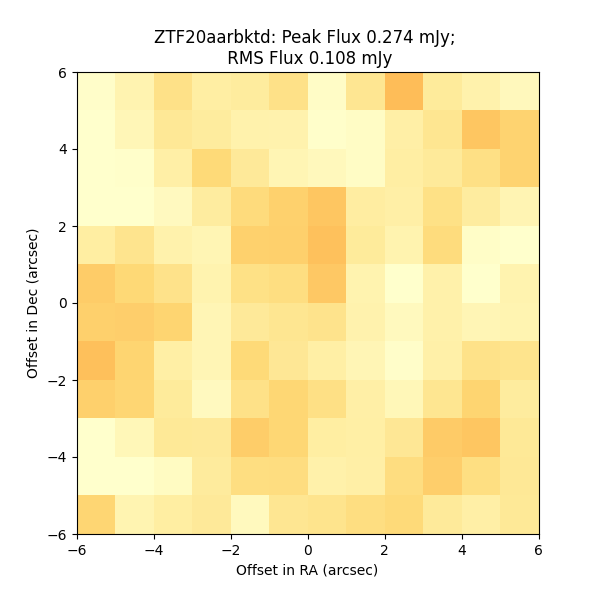 ZTF20aarbktd: Peak Flux 0.274 mJy;
RMS Flux 0.108 mJy
6
4
2
0
−2
−4
−6
Offset in Dec (arcsec)
−6 −4 −2 0 2 4 6
Offset in RA (arcsec)